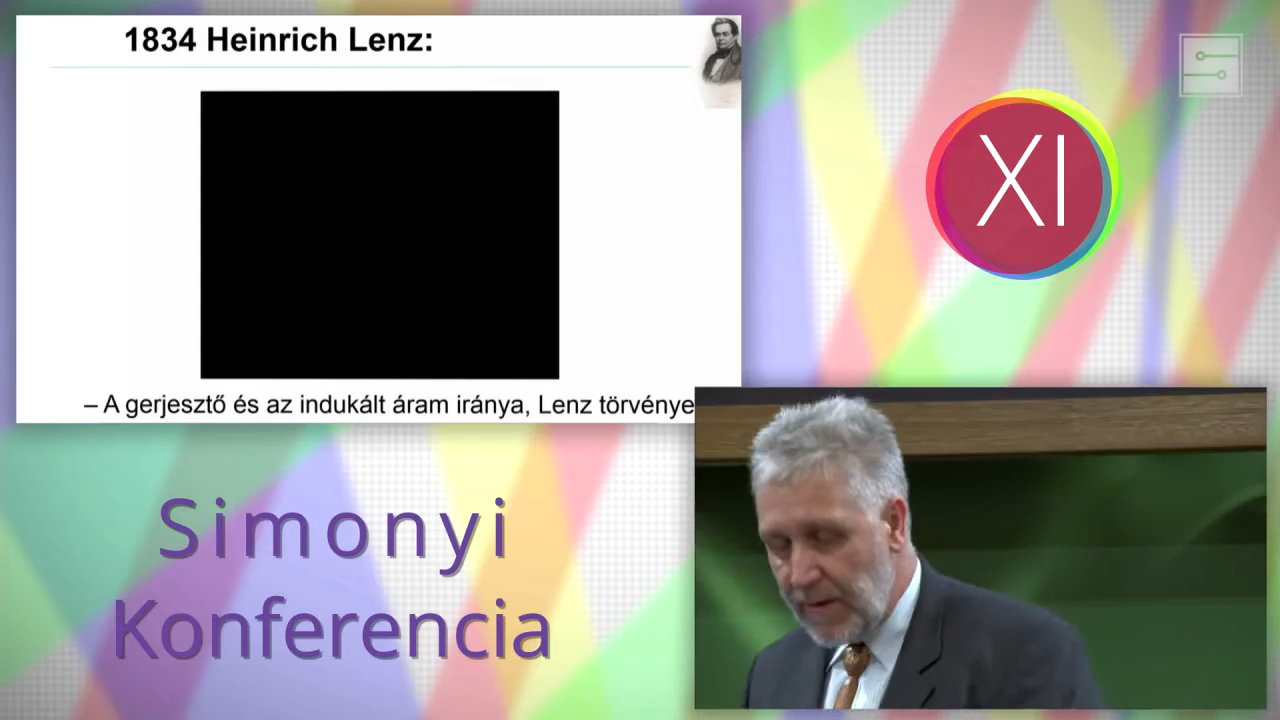 1834 Heinrich Lenz:
– A gerjesztő és az indukált áram iránya, Lenz törvénye
XI
Simonyi
Konferencia